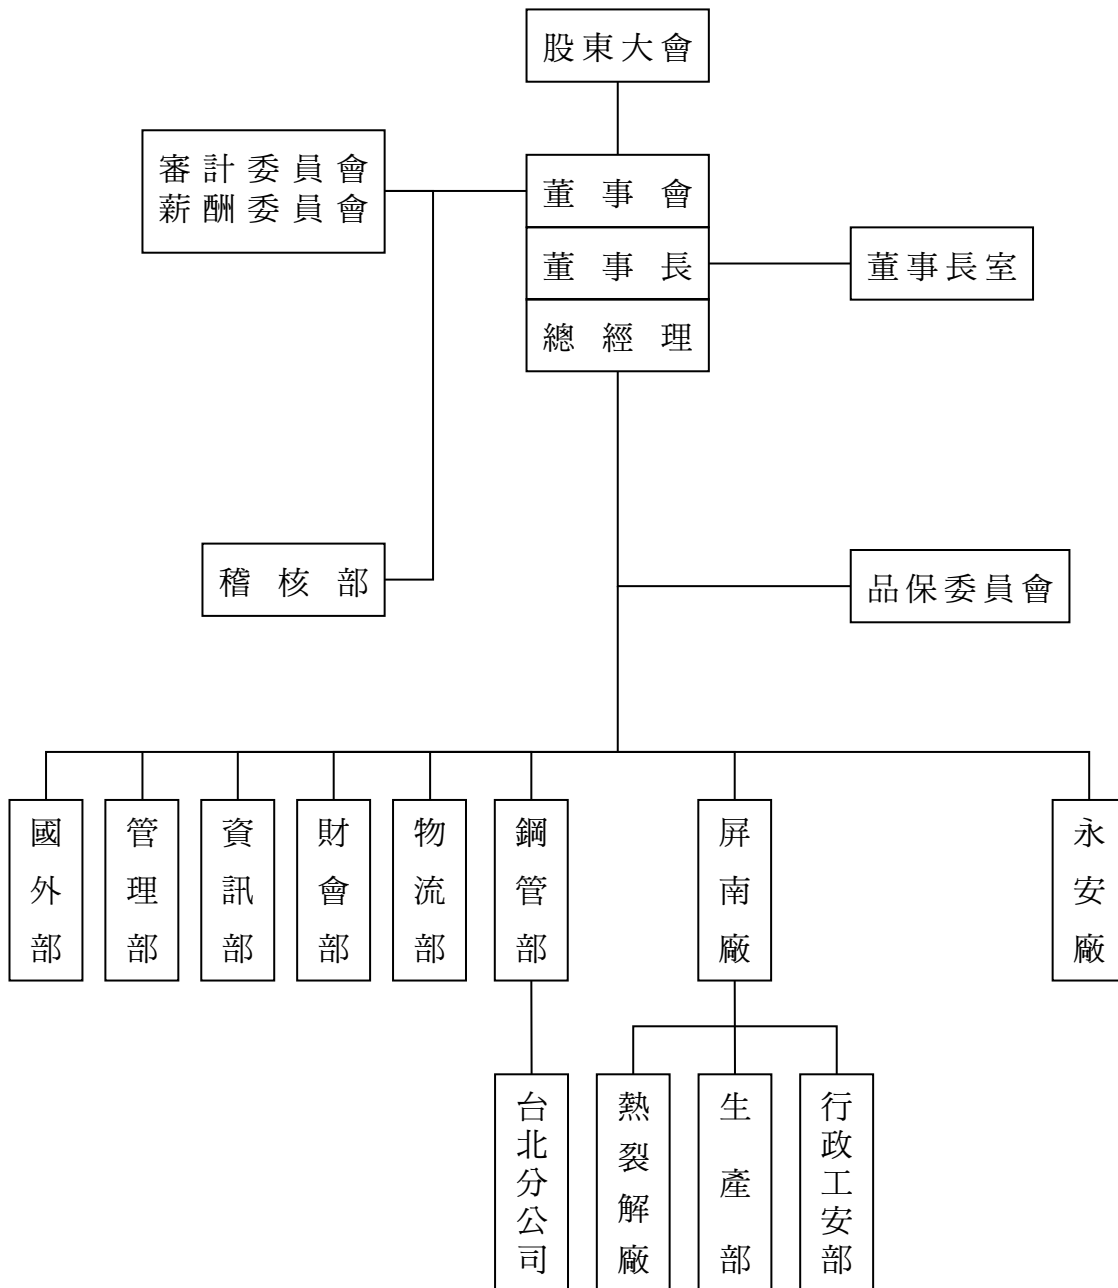 股東大會
審計委員會
薪酬委員會
董事會
董事長
董事長室
總經理
稽核部
品保委員會
國外部
管理部
資訊部
財會部
物流部
鋼管部
屏南廠
永安廠
台北分公司
熱裂解廠
生產部
行政工安部